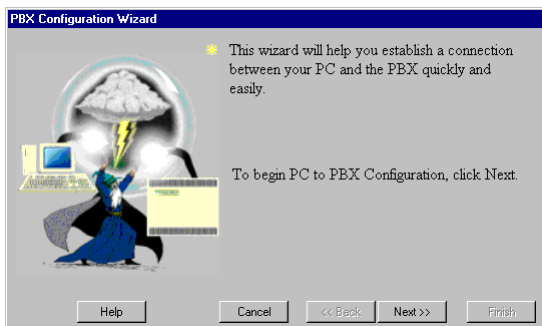 PBX Configuration Wizard
This wizard will help you establish a connection
between your PC and the PBX quickly and
easily.
To begin PC to PBX Configuration, click Next.
Help
Cancel
<< Back
Next >>
Finish